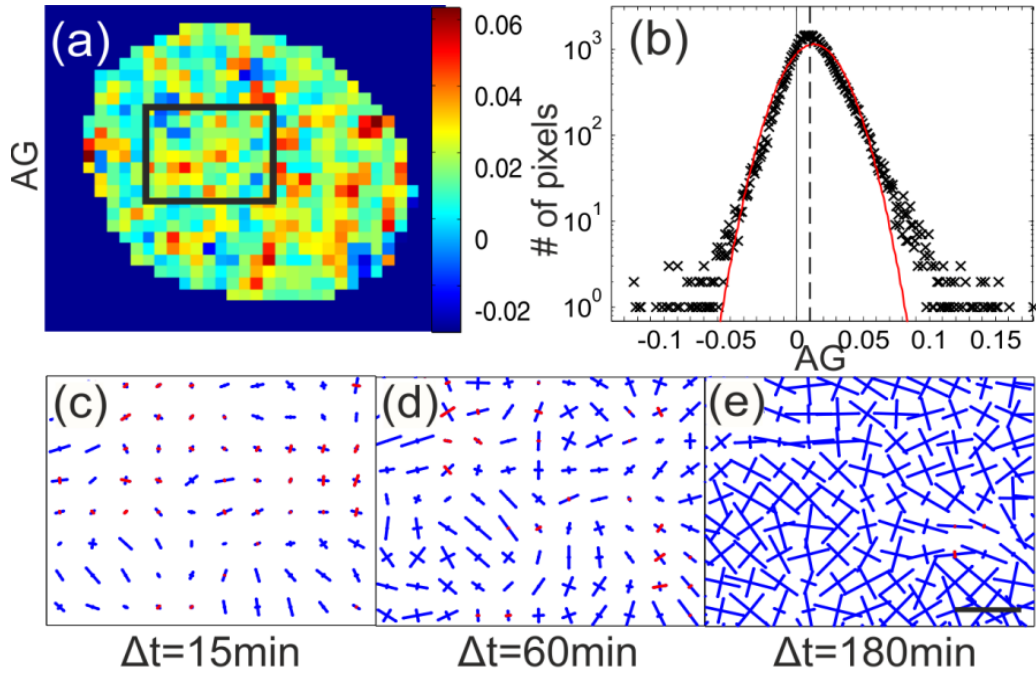 (a)
AG
0.06
0.04
0.02
0
-0.02
(b)
# of pixels
10³
10²
10¹
10⁰
-0.1 -0.05 0 0.05 0.1 0.15
AG
(c)
(d)
(e)
Δt=15min
Δt=60min
Δt=180min